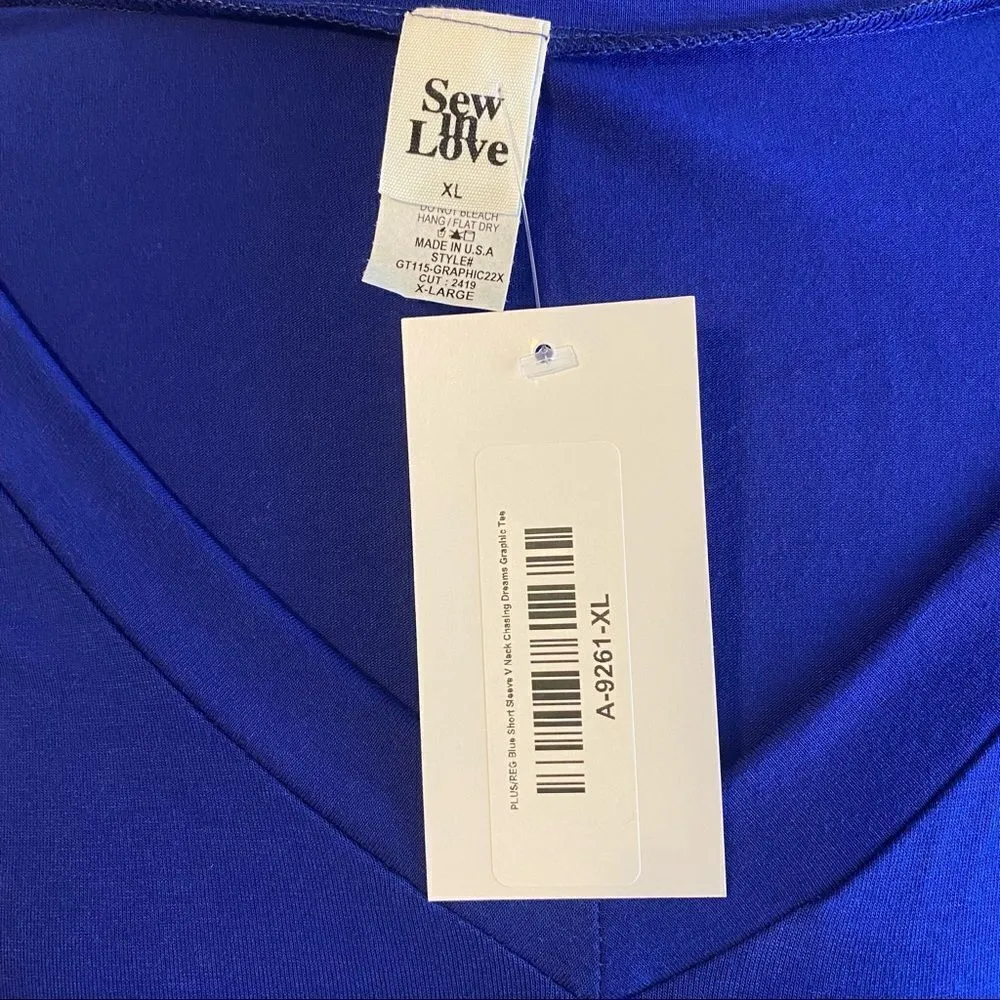 Sew
in
Love
XL
DO NOT BLEACH
HANG / FLAT DRY
MADE IN U.S.A
STYLE#
GT115-GRAPHIC22X
CUT : 2419
X-LARGE
PLUS/REG Blue Short Sleeve V Neck Chasing Dreams Graphic Tee
A-9261-XL